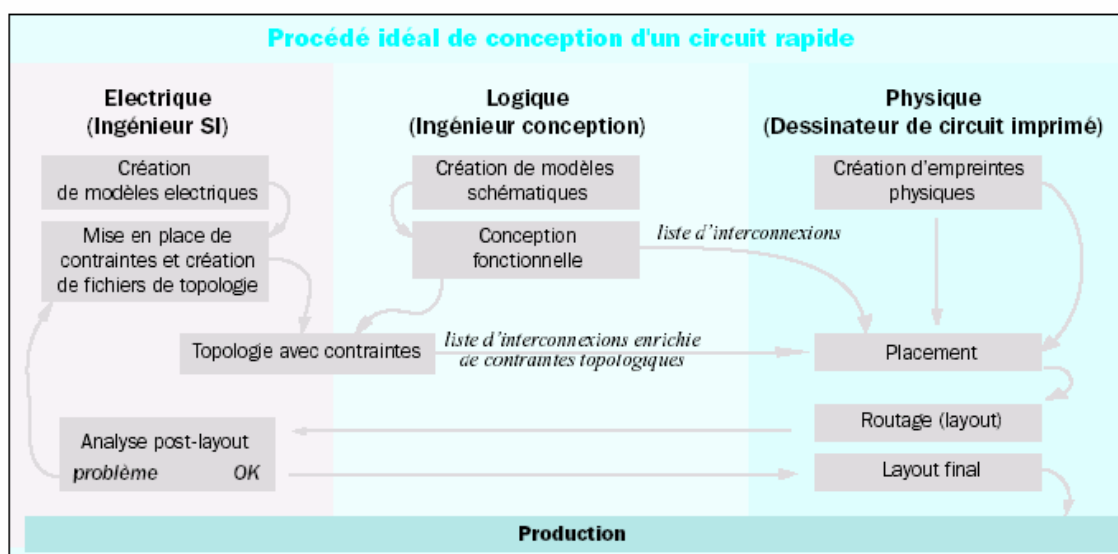 Procédé idéal de conception d'un circuit rapide
Electrique
(Ingénieur SI)
Logique
(Ingénieur conception)
Physique
(Dessinateur de circuit imprimé)
Création
de modèles electriques
Création de modèles
schématiques
Création d'empreintes
physiques
Mise en place de
contraintes et création
de fichiers de topologie
Conception
fonctionnelle
liste d'interconnexions
Topologie avec contraintes
liste d'interconnexions enrichie
de contraintes topologiques
Placement
Analyse post-layout
problème OK
Routage (layout)
Layout final
Production